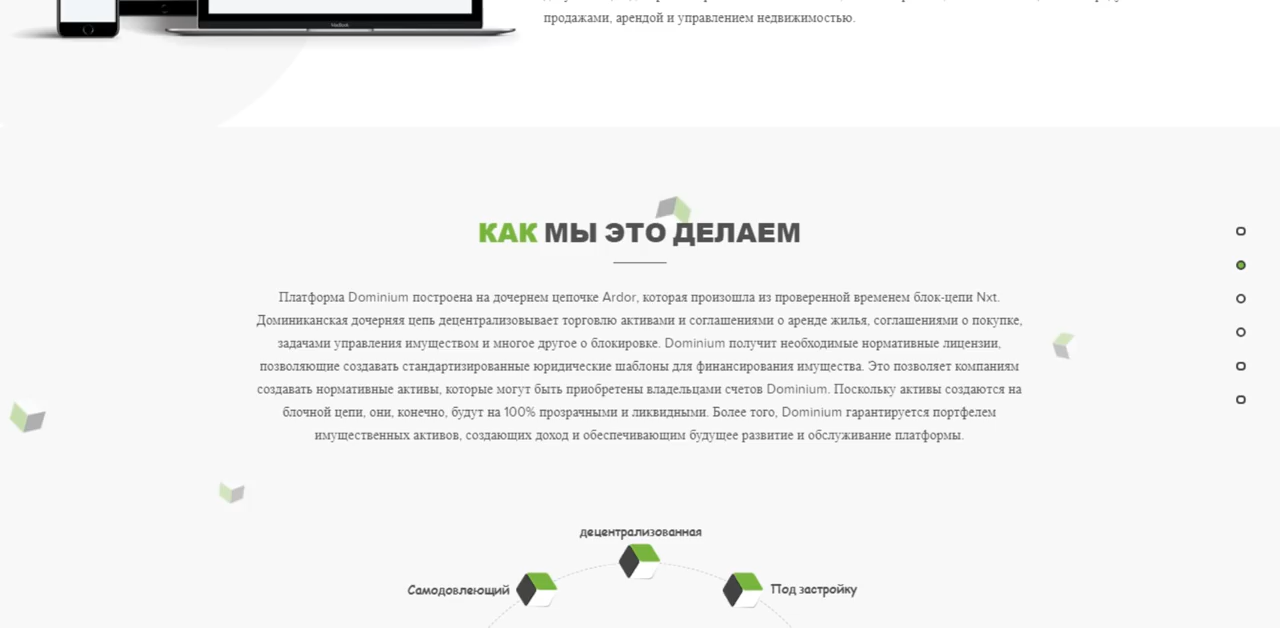 продажами, арендой и управлением недвижимостью.
КАК МЫ ЭТО ДЕЛАЕМ
Платформа Dominium построена на дочернем цепочке Ardor, которая произошла из проверенной временем блок-цепи Nxt.
Доминиканская дочерняя цепь децентрализовывает торговлю активами и соглашениями о аренде жилья, соглашениями о покупке,
задачами управления имуществом и многое другое о блокировке. Dominium получит необходимые нормативные лицензии,
позволяющие создавать стандартизированные юридические шаблоны для финансирования имущества. Это позволяет компаниям
создавать нормативные активы, которые могут быть приобретены владельцами счетов Dominium. Поскольку активы создаются на
блочной цепи, они, конечно, будут на 100% прозрачными и ликвидными. Более того, Dominium гарантируется портфелем
имущественных активов, создающих доход и обеспечивающим будущее развитие и обслуживание платформы.
децентрализованная
Самодовлеющий
Под застройку